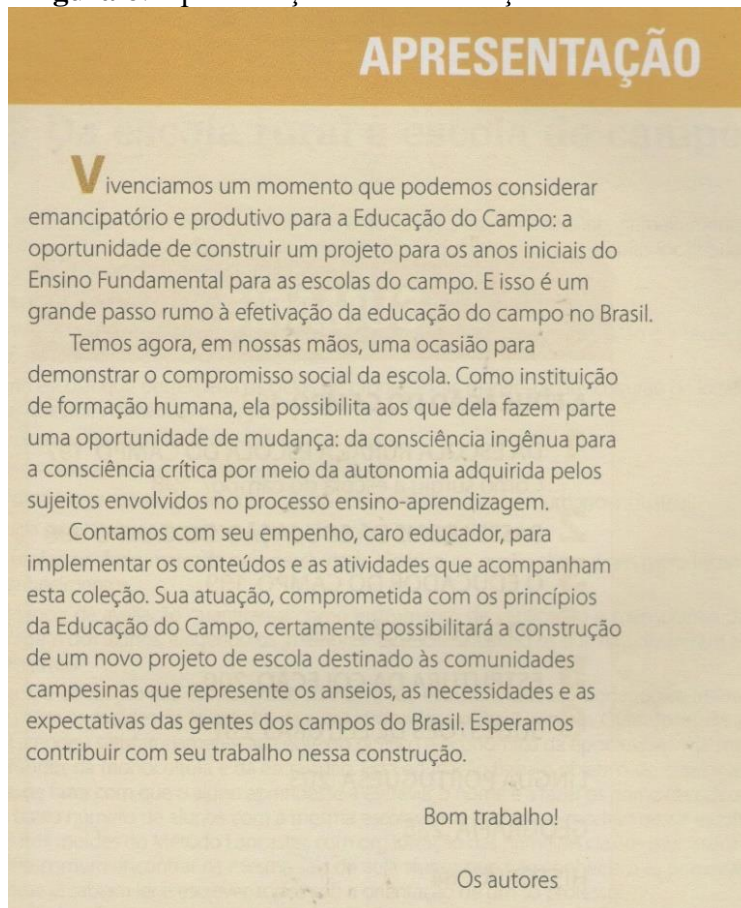 APRESENTAÇÃO
Vivenciamos um momento que podemos considerar
emancipatório e produtivo para a Educação do Campo: a
oportunidade de construir um projeto para os anos iniciais do
Ensino Fundamental para as escolas do campo. E isso é um
grande passo rumo à efetivação da educação do campo no Brasil.
Temos agora, em nossas mãos, uma ocasião para
demonstrar o compromisso social da escola. Como instituição
de formação humana, ela possibilita aos que dela fazem parte
uma oportunidade de mudança: da consciência ingênua para
a consciência crítica por meio da autonomia adquirida pelos
sujeitos envolvidos no processo ensino-aprendizagem.
Contamos com seu empenho, caro educador, para
implementar os conteúdos e as atividades que acompanham
esta coleção. Sua atuação, comprometida com os princípios
da Educação do Campo, certamente possibilitará a construção
de um novo projeto de escola destinado às comunidades
campesinas que represente os anseios, as necessidades e as
expectativas das gentes dos campos do Brasil. Esperamos
contribuir com seu trabalho nessa construção.
Bom trabalho!
Os autores